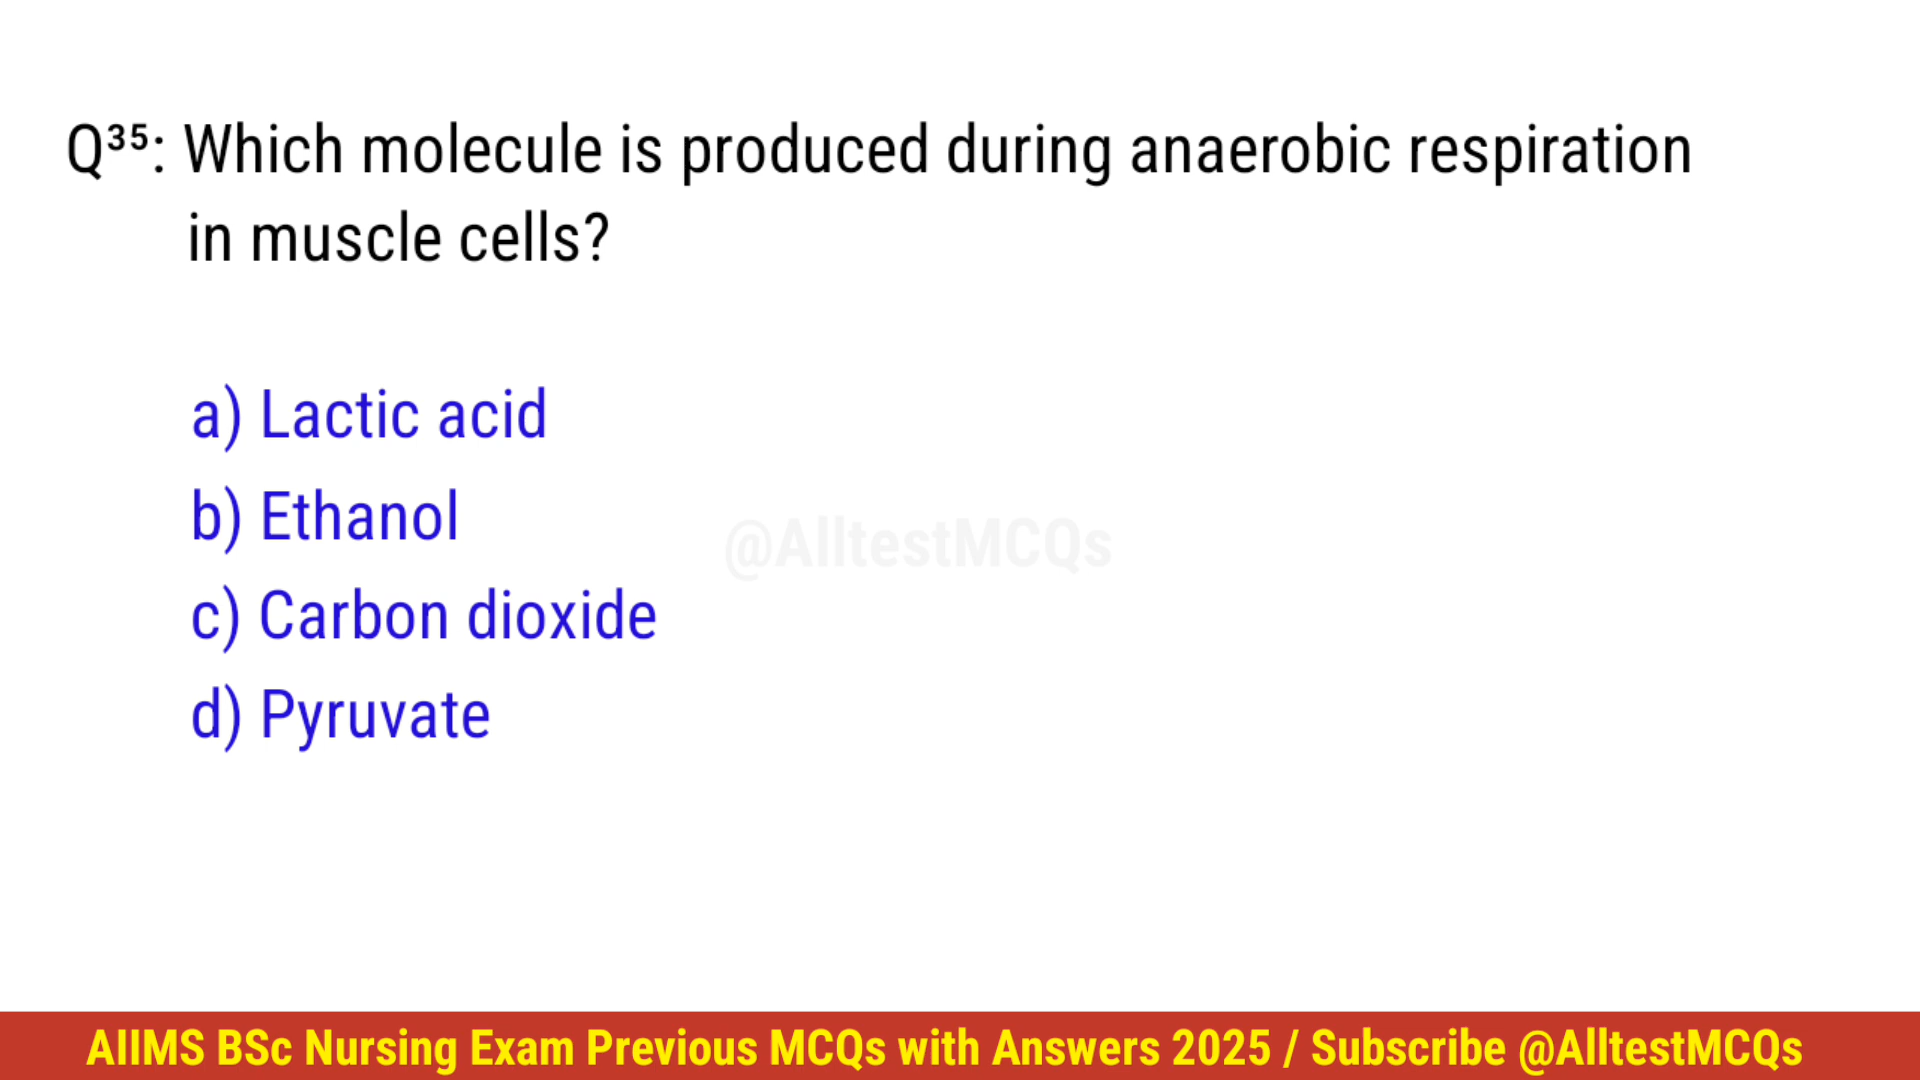 Q³⁵: Which molecule is produced during anaerobic respiration
in muscle cells?
a) Lactic acid
b) Ethanol
@AlltestMCQs
c) Carbon dioxide
d) Pyruvate
AIIMS BSc Nursing Exam Previous MCQs with Answers 2025 / Subscribe @AlltestMCQs